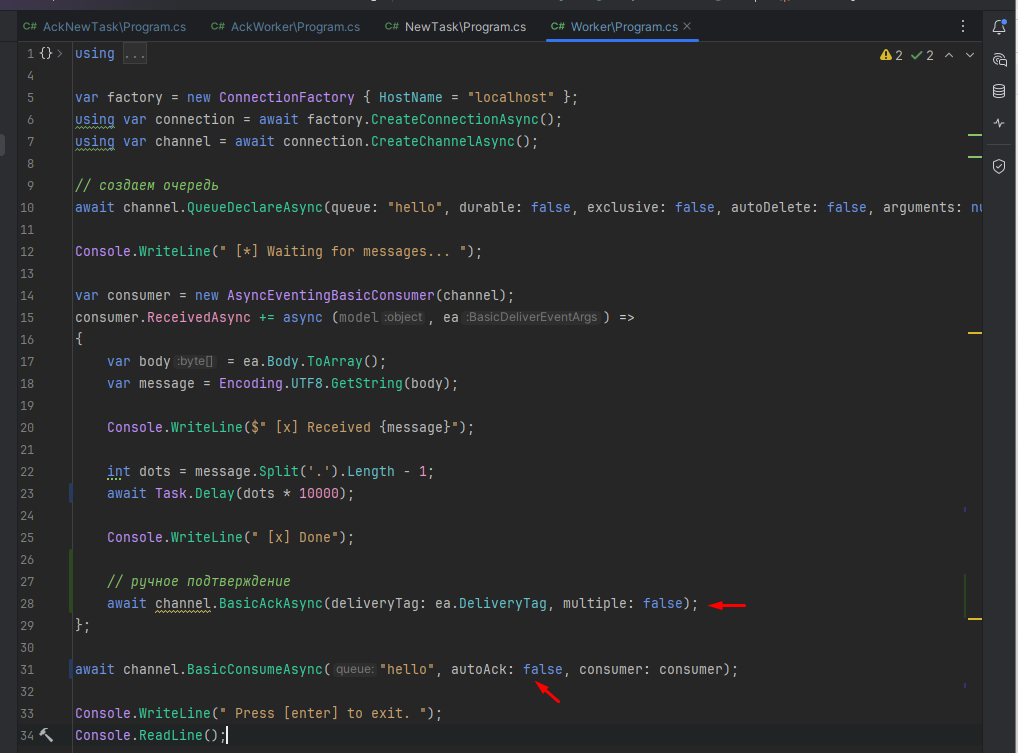 C# AckNewTask\Program.cs C# AckWorker\Program.cs C# NewTask\Program.cs C# Worker\Program.cs
1 {} using ... 2 2
4
5 var factory = new ConnectionFactory { HostName = "localhost" };
6 using var connection = await factory.CreateConnectionAsync();
7 using var channel = await connection.CreateChannelAsync();
8
9 // создаем очередь
10 await channel.QueueDeclareAsync(queue: "hello", durable: false, exclusive: false, autoDelete: false, arguments: nu
11
12 Console.WriteLine(" [*] Waiting for messages... ");
13
14 var consumer = new AsyncEventingBasicConsumer(channel);
15 consumer.ReceivedAsync += async (model :object , ea :BasicDeliverEventArgs ) =>
16 {
17 var body :byte[] = ea.Body.ToArray();
18 var message = Encoding.UTF8.GetString(body);
19
20 Console.WriteLine($" [x] Received {message}");
21
22 int dots = message.Split('.').Length - 1;
23 await Task.Delay(dots * 10000);
24
25 Console.WriteLine(" [x] Done");
26
27 // ручное подтверждение
28 await channel.BasicAckAsync(deliveryTag: ea.DeliveryTag, multiple: false);
29 };
30
31 await channel.BasicConsumeAsync( queue: "hello", autoAck: false, consumer: consumer);
32
33 Console.WriteLine(" Press [enter] to exit. ");
34 Console.ReadLine();